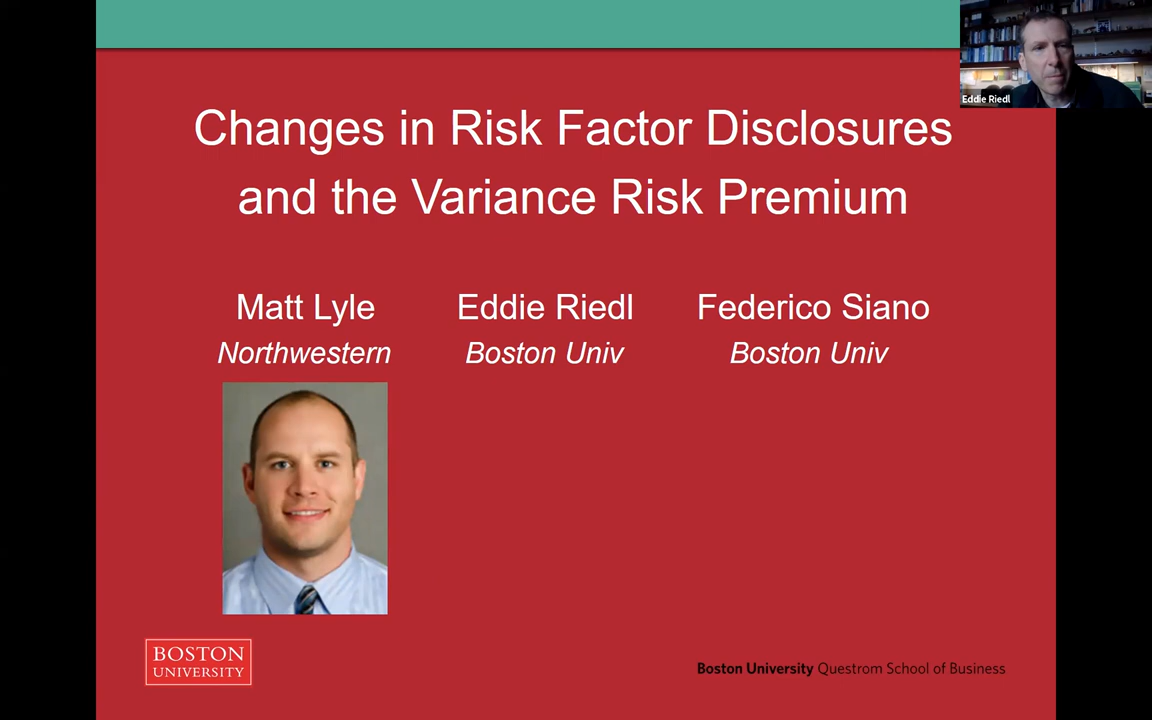 Eddie Riedl
Changes in Risk Factor Disclosures
and the Variance Risk Premium
Matt Lyle
Northwestern
Eddie Riedl
Boston Univ
Federico Siano
Boston Univ
BOSTON
UNIVERSITY
Boston University Questrom School of Business